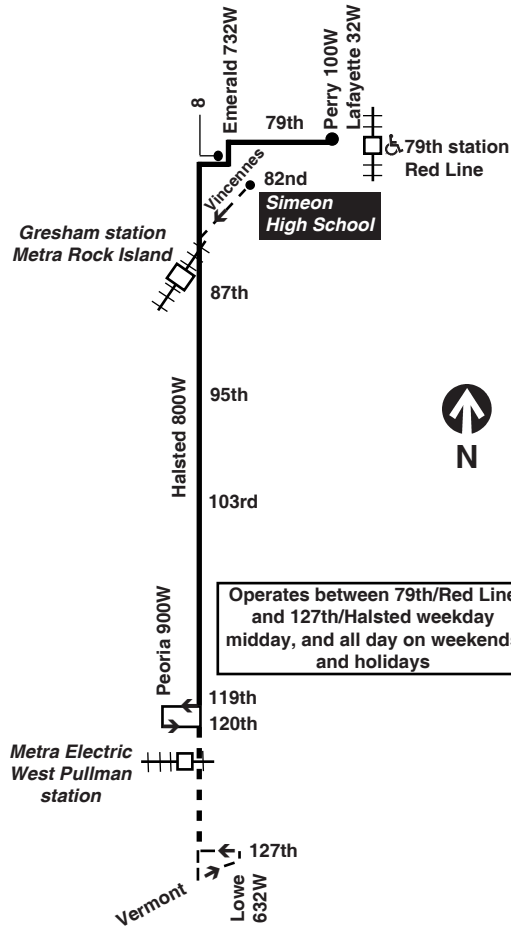 Emerald 732W
Perry 100W
Lafayette 32W
8
79th
79th station
Red Line
Vincennes
82nd
Simeon
High School
Gresham station
Metra Rock Island
87th
Halsted 800W
95th
N
103rd
Operates between 79th/Red Line
and 127th/Halsted weekday
midday, and all day on weekends
and holidays
Peoria 900W
119th
120th
Metra Electric
West Pullman
station
127th
Vermont
Lowe
632W